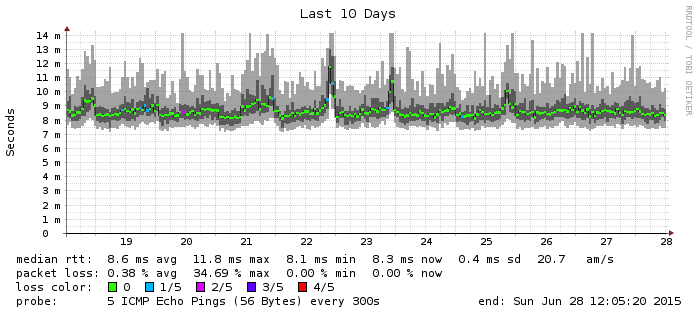 Last 10 Days
RRDTOOL / TOBI OETIKER
Seconds
14 m
13 m
12 m
11 m
10 m
9 m
8 m
7 m
6 m
5 m
4 m
3 m
2 m
1 m
0
19 20 21 22 23 24 25 26 27 28
median rtt: 8.6 ms avg 11.8 ms max 8.1 ms min 8.3 ms now 0.4 ms sd 20.7 am/s
packet loss: 0.38 % avg 34.69 % max 0.00 % min 0.00 % now
loss color: 0 1/5 2/5 3/5 4/5
probe: 5 ICMP Echo Pings (56 Bytes) every 300s end: Sun Jun 28 12:05:20 2015